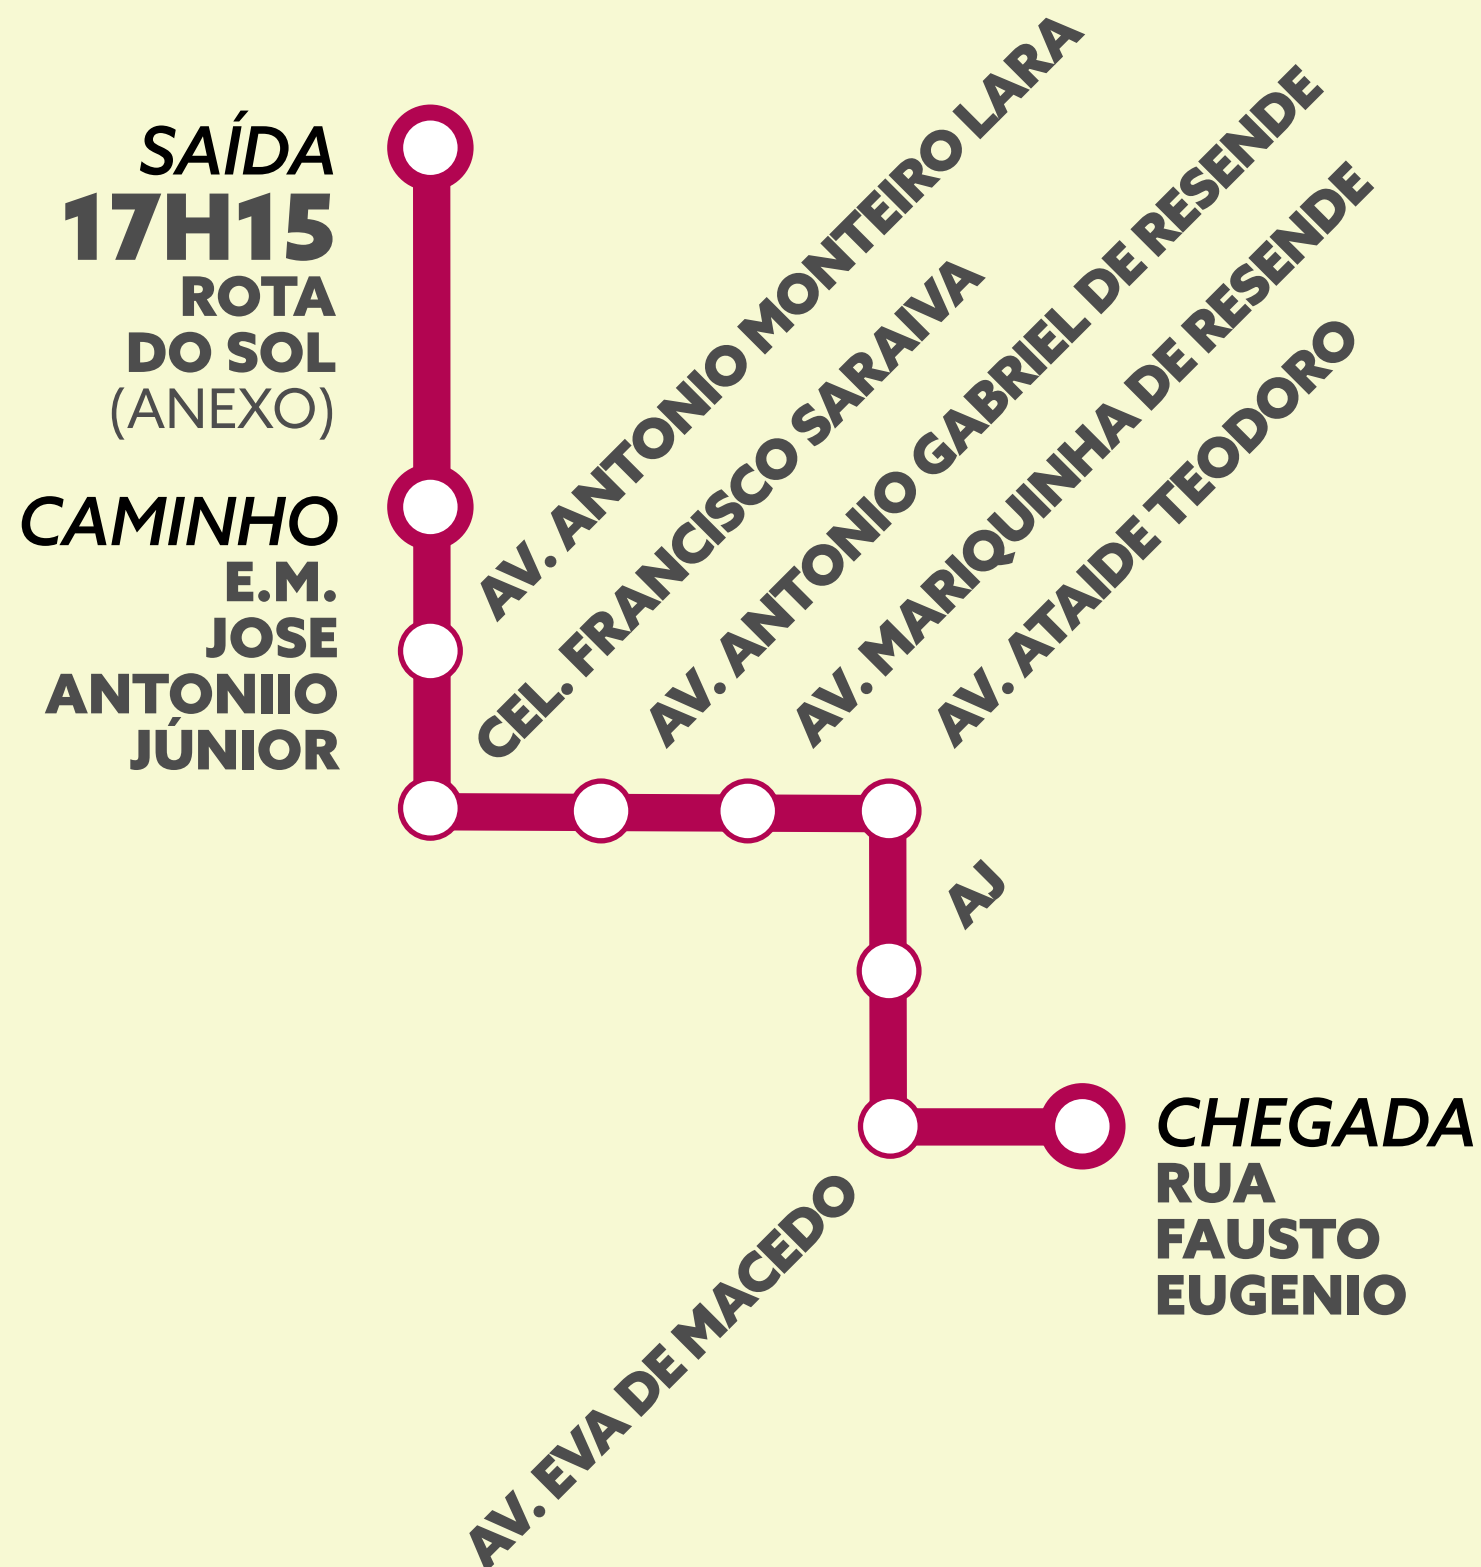 SAÍDA
17H15
ROTA
DO SOL
(ANEXO)
CAMINHO
E.M.
JOSE
ANTONIIO
JÚNIOR
AV. ANTONIO MONTEIRO LARA
CEL. FRANCISCO SARAIVA
AV. ANTONIO GABRIEL DE RESENDE
AV. MARIQUINHA DE RESENDE
AV. ATAIDE TEODORO
AJ
AV. EVA DE MACEDO
CHEGADA
RUA
FAUSTO
EUGENIO